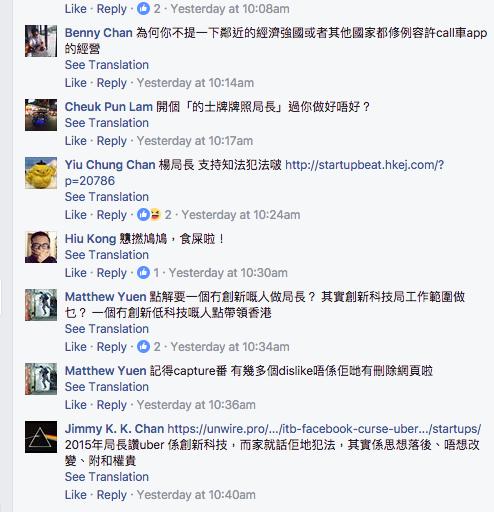 Like · Reply · 2 · Yesterday at 10:08am
Benny Chan 為何你不提一下鄰近的經濟強國或者其他國家都修例容許call車app
的經營
See Translation
Like · Reply · Yesterday at 10:14am
Cheuk Pun Lam 開個「的士牌牌照局長」過你做好唔好？
See Translation
Like · Reply · Yesterday at 10:17am
Yiu Chung Chan 楊局長 支持知法犯法啵 http://startupbeat.hkej.com/?
p=20786
See Translation
Like · Reply · 2 · Yesterday at 10:24am
Hiu Kong 戇撚鳩鳩，食屎啦！
See Translation
Like · Reply · 1 · Yesterday at 10:30am
Matthew Yuen 點解要一個冇創新嘅人做局長？ 其實創新科技局工作範圍做
乜？ 一個冇創新低科技嘅人點帶領香港
See Translation
Like · Reply · 2 · Yesterday at 10:34am
Matthew Yuen 記得capture番 有幾多個dislike唔係佢哋有刪除網頁啦
See Translation
Like · Reply · Yesterday at 10:36am
Jimmy K. K. Chan https://unwire.pro/.../itb-facebook-curse-uber.../startups/
2015年局長讚uber 係創新科技，而家就話佢地犯法，其實係思想落後、唔想改
變、附和權貴
See Translation
Like · Reply · Yesterday at 10:40am